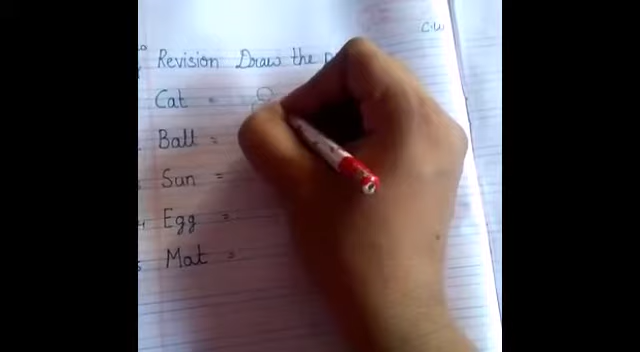 C.W
Revision Draw the
Cat =
Ball =
Sun =
Egg =
Mat =